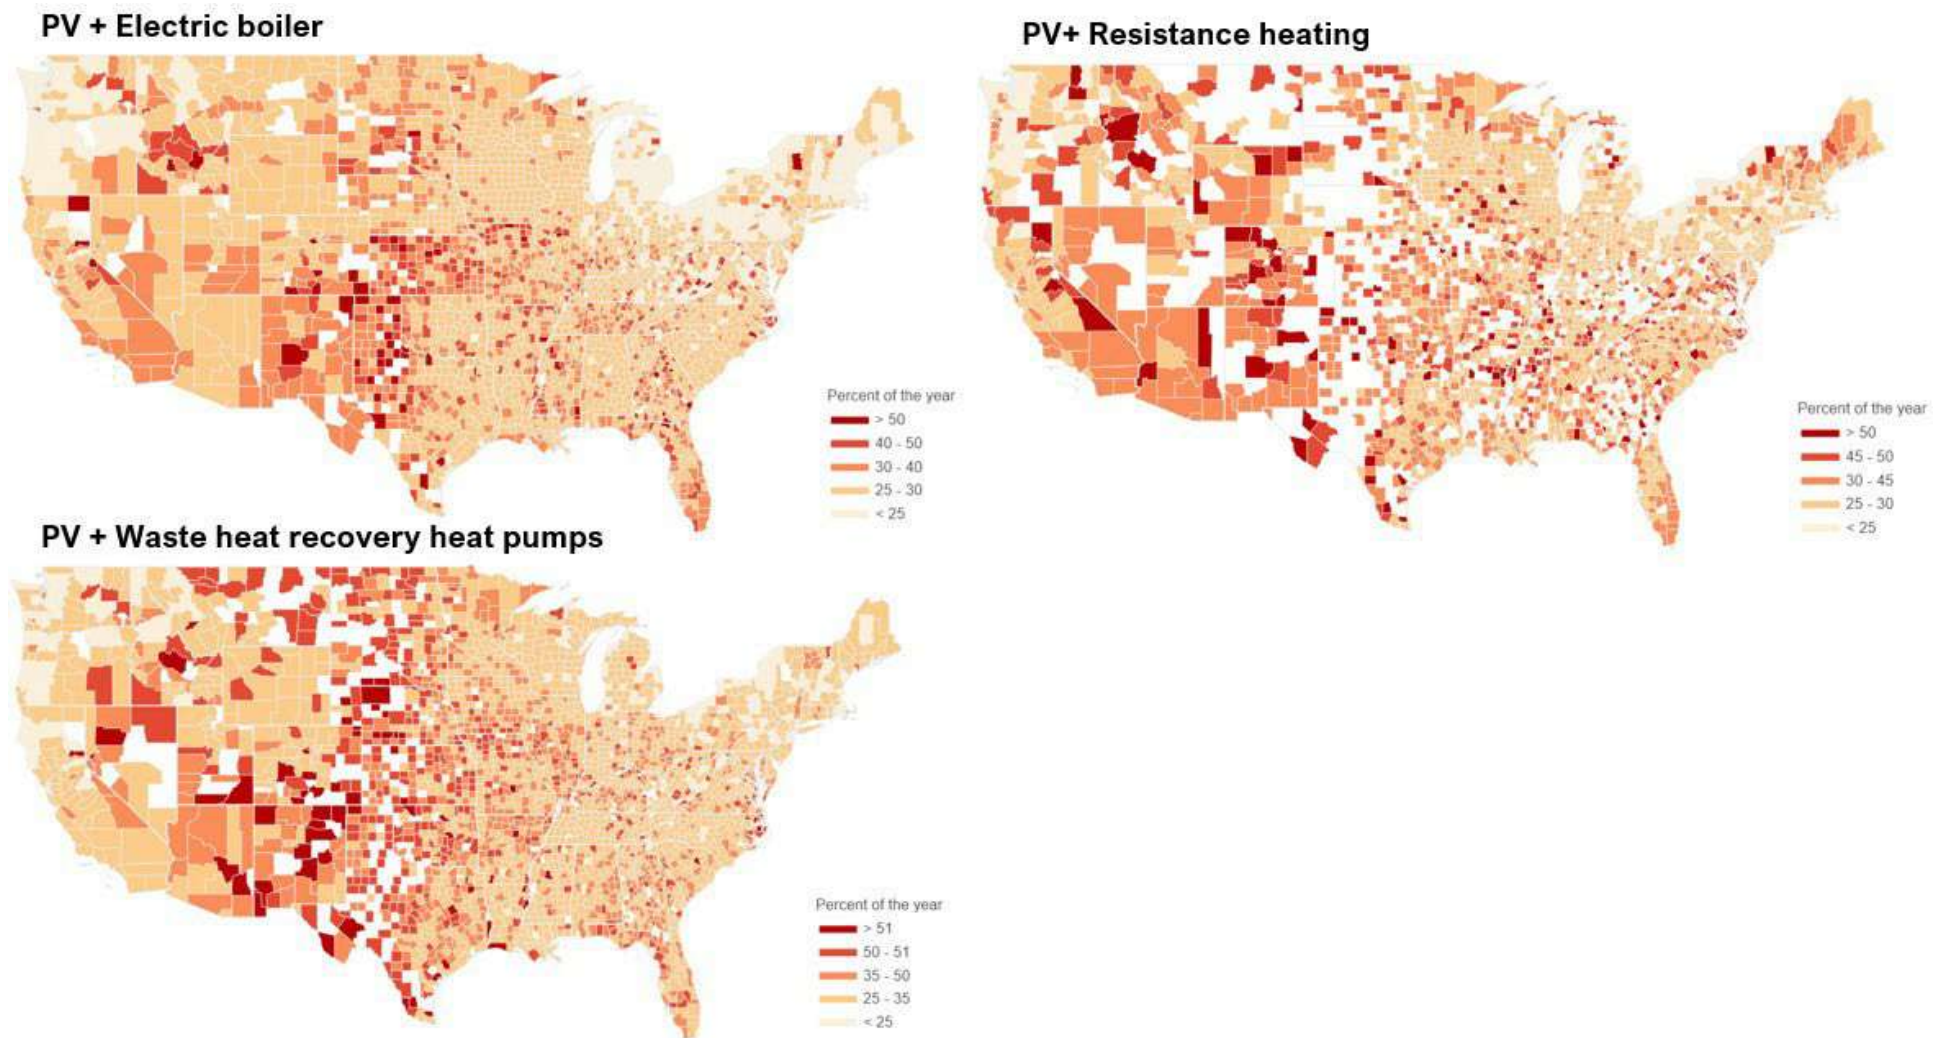 PV + Electric boiler
Percent of the year
> 50
40 - 50
30 - 40
25 - 30
< 25
PV+ Resistance heating
Percent of the year
> 50
45 - 50
30 - 45
25 - 30
< 25
PV + Waste heat recovery heat pumps
Percent of the year
> 51
50 - 51
35 - 50
25 - 35
< 25